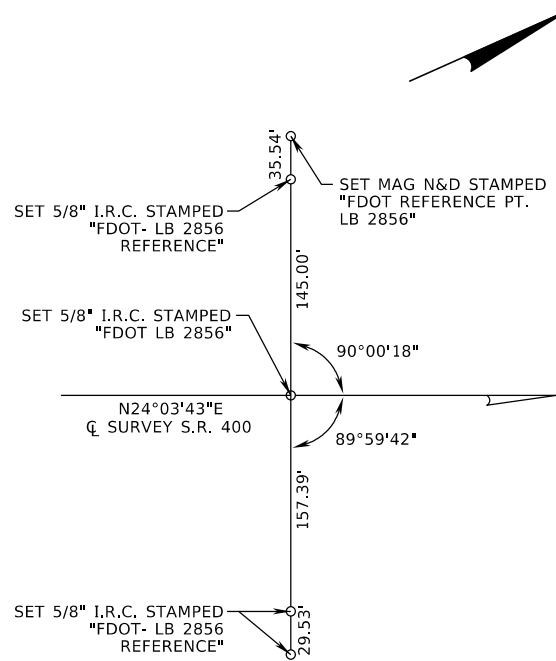 35.54'
SET MAG N&D STAMPED
"FDOT REFERENCE PT.
LB 2856"
SET 5/8" I.R.C. STAMPED
"FDOT- LB 2856
REFERENCE"
145.00'
SET 5/8" I.R.C. STAMPED
"FDOT LB 2856"
90°00'18"
N24°03'43"E
℄ SURVEY S.R. 400
89°59'42"
157.39'
SET 5/8" I.R.C. STAMPED
"FDOT- LB 2856
REFERENCE"
29.53'